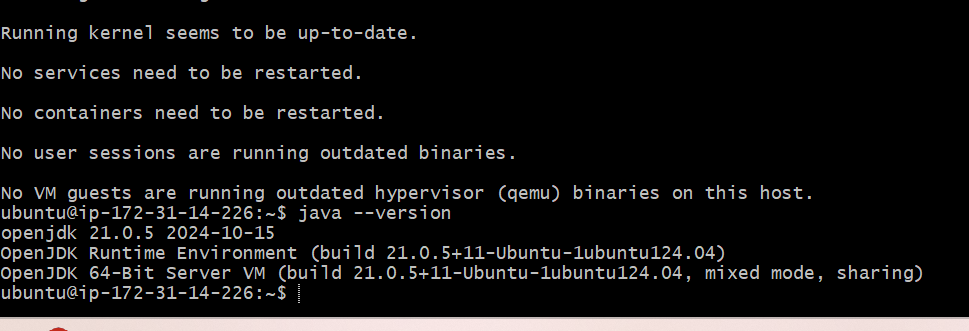 Running kernel seems to be up-to-date.
No services need to be restarted.
No containers need to be restarted.
No user sessions are running outdated binaries.
No VM guests are running outdated hypervisor (qemu) binaries on this host.
ubuntu@ip-172-31-14-226:~$ java --version
openjdk 21.0.5 2024-10-15
OpenJDK Runtime Environment (build 21.0.5+11-Ubuntu-1ubuntu124.04)
OpenJDK 64-Bit Server VM (build 21.0.5+11-Ubuntu-1ubuntu124.04, mixed mode, sharing)
ubuntu@ip-172-31-14-226:~$